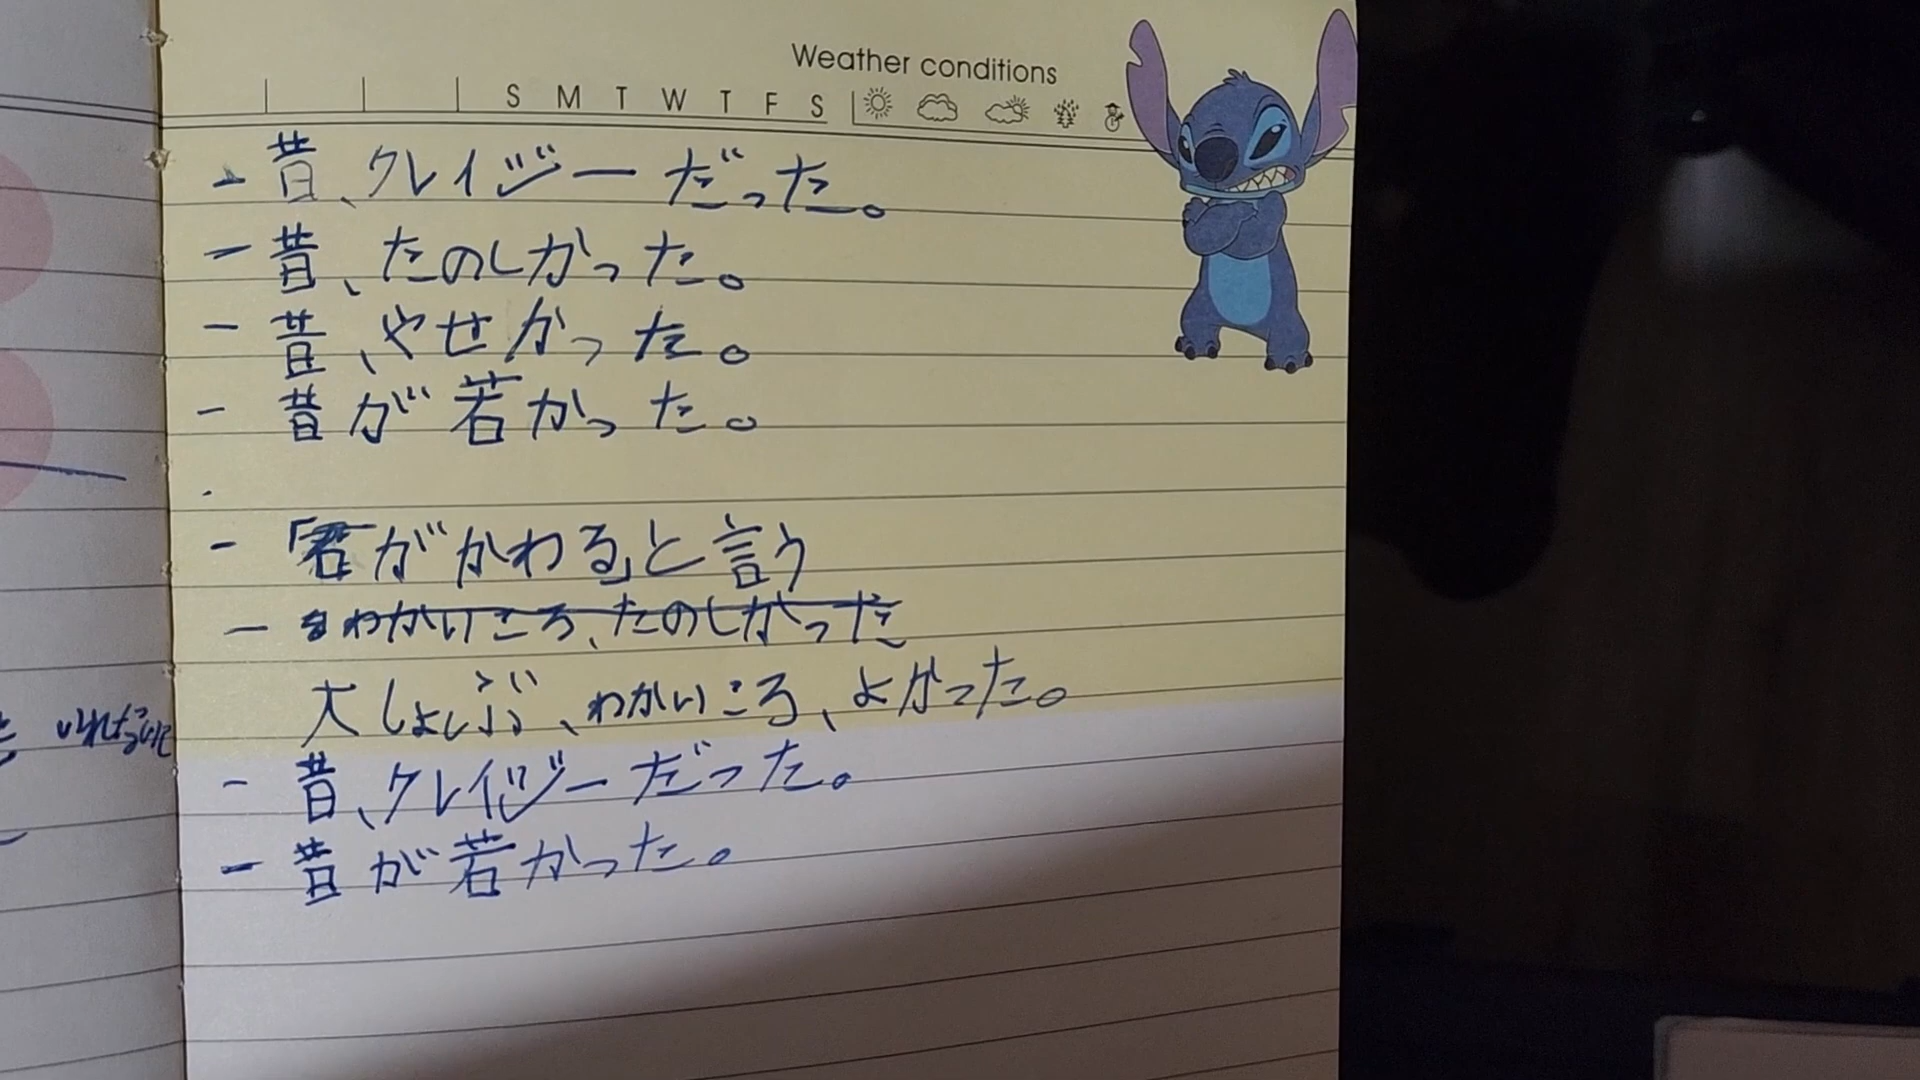 Weather conditions
S M T W T F S
- 昔、クレイジーだった。
- 昔、たのしかった。
- 昔、やせかった。
- 昔が若かった。
- 「君がかわる」と言う
- わかいころ、たのしかった
大しょぶ、わかいころ、よかった。
- 昔、クレイジーだった。
- 昔が若かった。